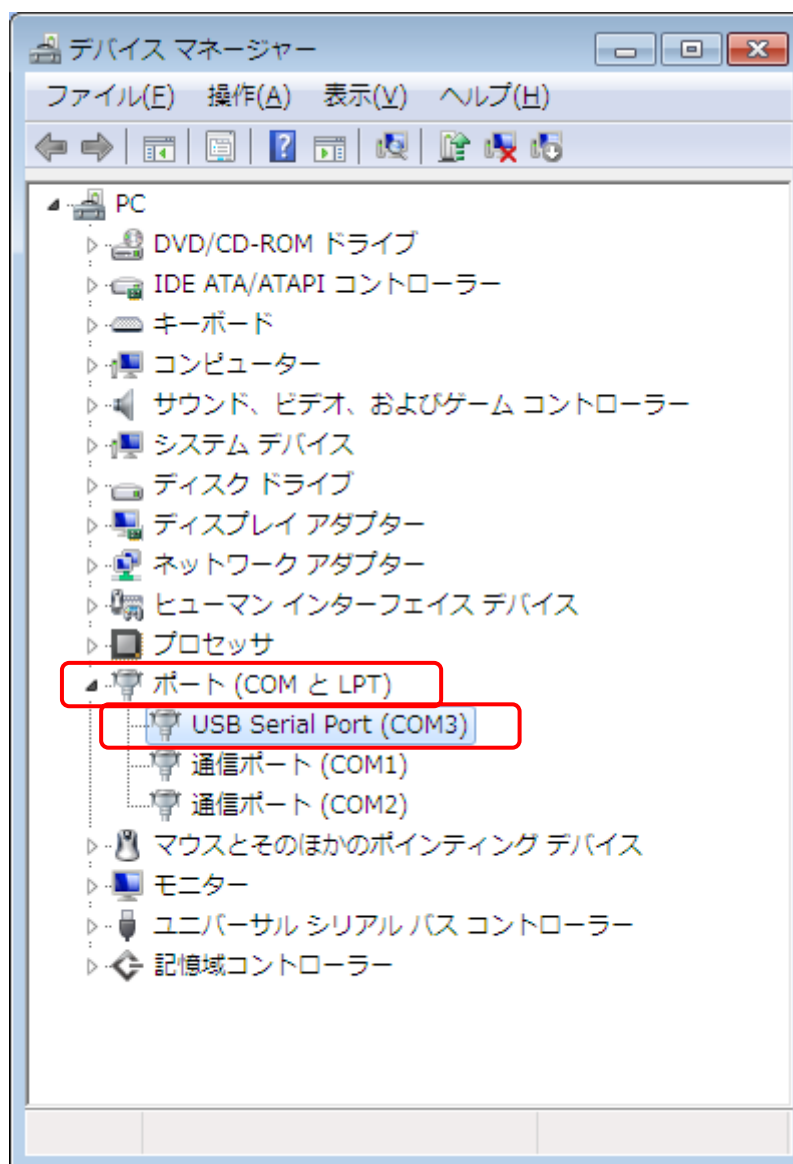 デバイス マネージャー
ファイル(F) 操作(A) 表示(V) ヘルプ(H)
PC
DVD/CD-ROM ドライブ
IDE ATA/ATAPI コントローラー
キーボード
コンピューター
サウンド、ビデオ、およびゲーム コントローラー
システム デバイス
ディスク ドライブ
ディスプレイ アダプター
ネットワーク アダプター
ヒューマン インターフェイス デバイス
プロセッサ
ポート (COM と LPT)
USB Serial Port (COM3)
通信ポート (COM1)
通信ポート (COM2)
マウスとそのほかのポインティング デバイス
モニター
ユニバーサル シリアル バス コントローラー
記憶域コントローラー